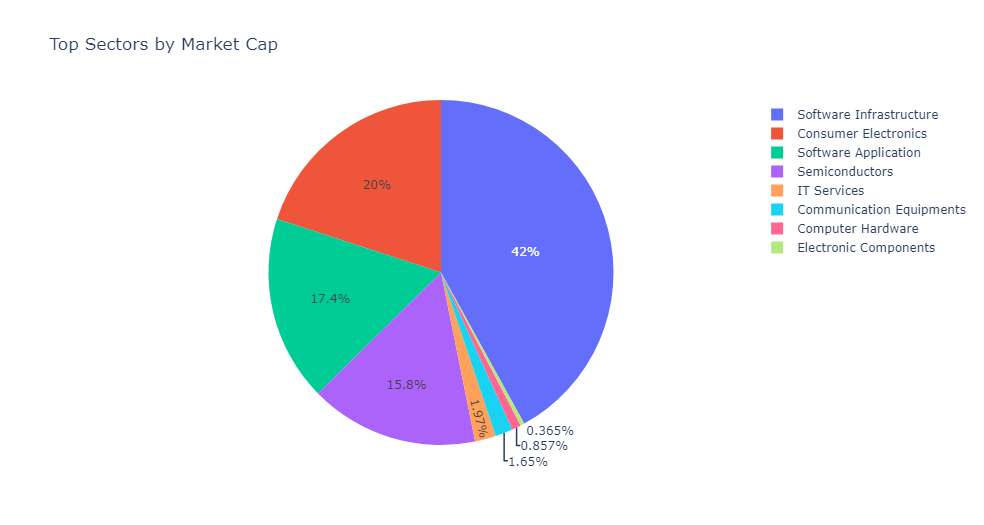 Top Sectors by Market Cap
Software Infrastructure
Consumer Electronics
Software Application
Semiconductors
IT Services
Communication Equipments
Computer Hardware
Electronic Components
20%
42%
17.4%
15.8%
1.97%
0.365%
0.857%
1.65%